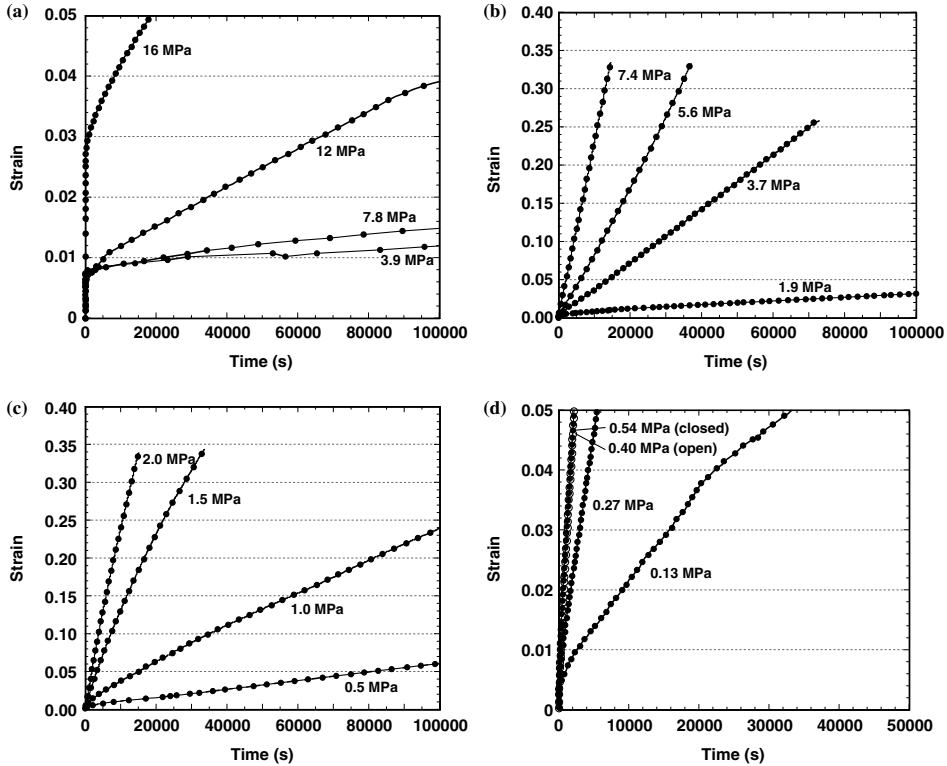 (a)
0.05
0.04
0.03
0.02
0.01
0
Strain
16 MPa
12 MPa
7.8 MPa
3.9 MPa
0 20000 40000 60000 80000 100000
Time (s)
(b)
0.40
0.35
0.30
0.25
0.20
0.15
0.10
0.05
0.00
Strain
7.4 MPa
5.6 MPa
3.7 MPa
1.9 MPa
0 20000 40000 60000 80000 100000
Time (s)
(c)
0.40
0.35
0.30
0.25
0.20
0.15
0.10
0.05
0.00
Strain
2.0 MPa
1.5 MPa
1.0 MPa
0.5 MPa
0 20000 40000 60000 80000 100000
Time (s)
(d)
0.05
0.04
0.03
0.02
0.01
0
Strain
0.54 MPa (closed)
0.40 MPa (open)
0.27 MPa
0.13 MPa
0 10000 20000 30000 40000 50000
Time (s)